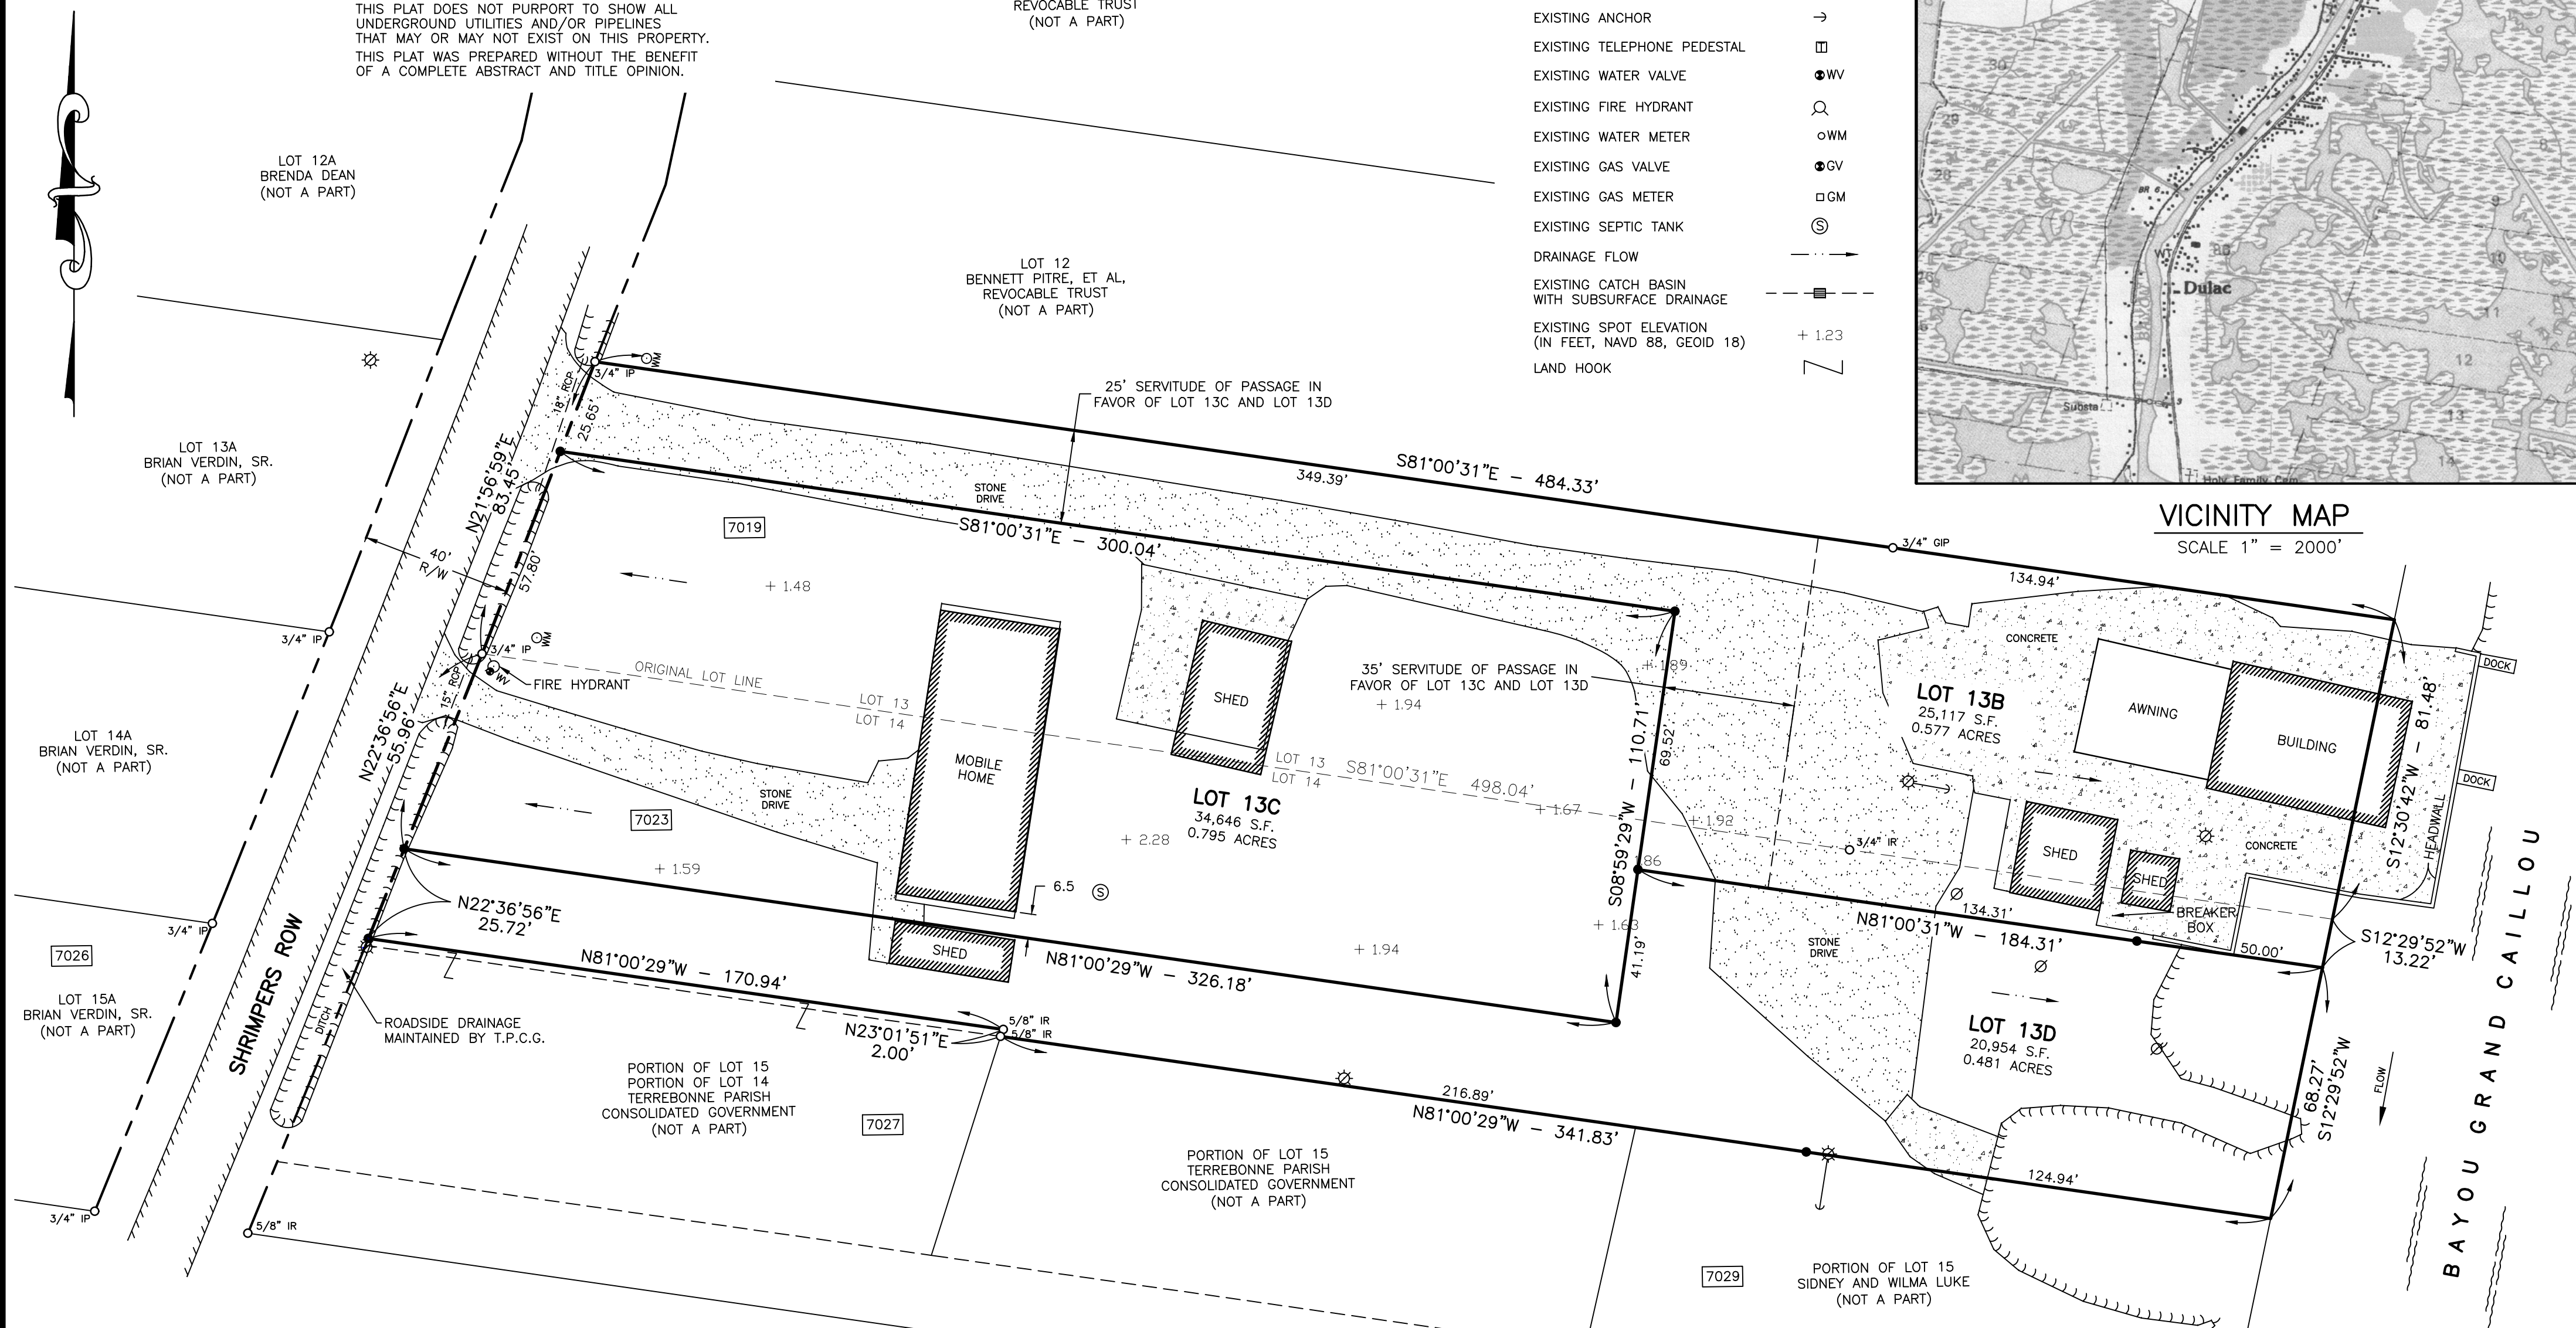 THIS PLAT DOES NOT PURPORT TO SHOW ALL
UNDERGROUND UTILITIES AND/OR PIPELINES
THAT MAY OR MAY NOT EXIST ON THIS PROPERTY.
THIS PLAT WAS PREPARED WITHOUT THE BENEFIT
OF A COMPLETE ABSTRACT AND TITLE OPINION.
REVOCABLE TRUST
(NOT A PART)
EXISTING ANCHOR
EXISTING TELEPHONE PEDESTAL
T
EXISTING WATER VALVE
WV
EXISTING FIRE HYDRANT
EXISTING WATER METER
WM
EXISTING GAS VALVE
GV
EXISTING GAS METER
GM
EXISTING SEPTIC TANK
S
DRAINAGE FLOW
EXISTING CATCH BASIN
WITH SUBSURFACE DRAINAGE
EXISTING SPOT ELEVATION
(IN FEET, NAVD 88, GEOID 18)
+ 1.23
LAND HOOK
30
29
28
8
9
10
11
12
13
14
BR 6
WT
Dulac
Substa
Holy Family Cem
VICINITY MAP
SCALE 1" = 2000'
LOT 12A
BRENDA DEAN
(NOT A PART)
LOT 12
BENNETT PITRE, ET AL,
REVOCABLE TRUST
(NOT A PART)
LOT 13A
BRIAN VERDIN, SR.
(NOT A PART)
WM
3/4" IP
18" RCP
25.65'
25' SERVITUDE OF PASSAGE IN
FAVOR OF LOT 13C AND LOT 13D
N21°56'59"E
83.45'
STONE
DRIVE
349.39'
S81°00'31"E - 484.33'
3/4" GIP
134.94'
7019
S81°00'31"E - 300.04'
40'
R/W
57.80'
+ 1.48
3/4" IP
WM
3/4" IP
WV
FIRE HYDRANT
15" RCP
ORIGINAL LOT LINE
LOT 13
LOT 14
SHED
35' SERVITUDE OF PASSAGE IN
FAVOR OF LOT 13C AND LOT 13D
+ 1.89
+ 1.94
CONCRETE
LOT 13B
25,117 S.F.
0.577 ACRES
AWNING
BUILDING
DOCK
DOCK
LOT 14A
BRIAN VERDIN, SR.
(NOT A PART)
N22°36'56"E
55.96'
MOBILE
HOME
STONE
DRIVE
7023
LOT 13
LOT 14
S81°00'31"E 498.04'
LOT 13C
34,646 S.F.
0.795 ACRES
S08°59'29"W - 110.71'
69.52'
+ 1.67
+ 1.92
3/4" IR
S12°30'42"W - 81.48'
HEADWALL
+ 2.28
+ 1.59
6.5
S
SHED
SHED
CONCRETE
BREAKER
BOX
.86
134.31'
N81°00'31"W - 184.31'
50.00'
S12°29'52"W
13.22'
N22°36'56"E
25.72'
3/4" IP
7026
LOT 15A
BRIAN VERDIN, SR.
(NOT A PART)
SHRIMPERS ROW
DITCH
ROADSIDE DRAINAGE
MAINTAINED BY T.P.C.G.
N81°00'29"W - 170.94'
SHED
N81°00'29"W - 326.18'
+ 1.94
+ 1.63
41.19'
STONE
DRIVE
LOT 13D
20,954 S.F.
0.481 ACRES
N23°01'51"E
2.00'
5/8" IR
5/8" IR
PORTION OF LOT 15
PORTION OF LOT 14
TERREBONNE PARISH
CONSOLIDATED GOVERNMENT
(NOT A PART)
7027
216.89'
N81°00'29"W - 341.83'
PORTION OF LOT 15
TERREBONNE PARISH
CONSOLIDATED GOVERNMENT
(NOT A PART)
124.94'
68.27'
S12°29'52"W
FLOW
BAYOU GRAND CAILLOU
3/4" IP
5/8" IR
7029
PORTION OF LOT 15
SIDNEY AND WILMA LUKE
(NOT A PART)